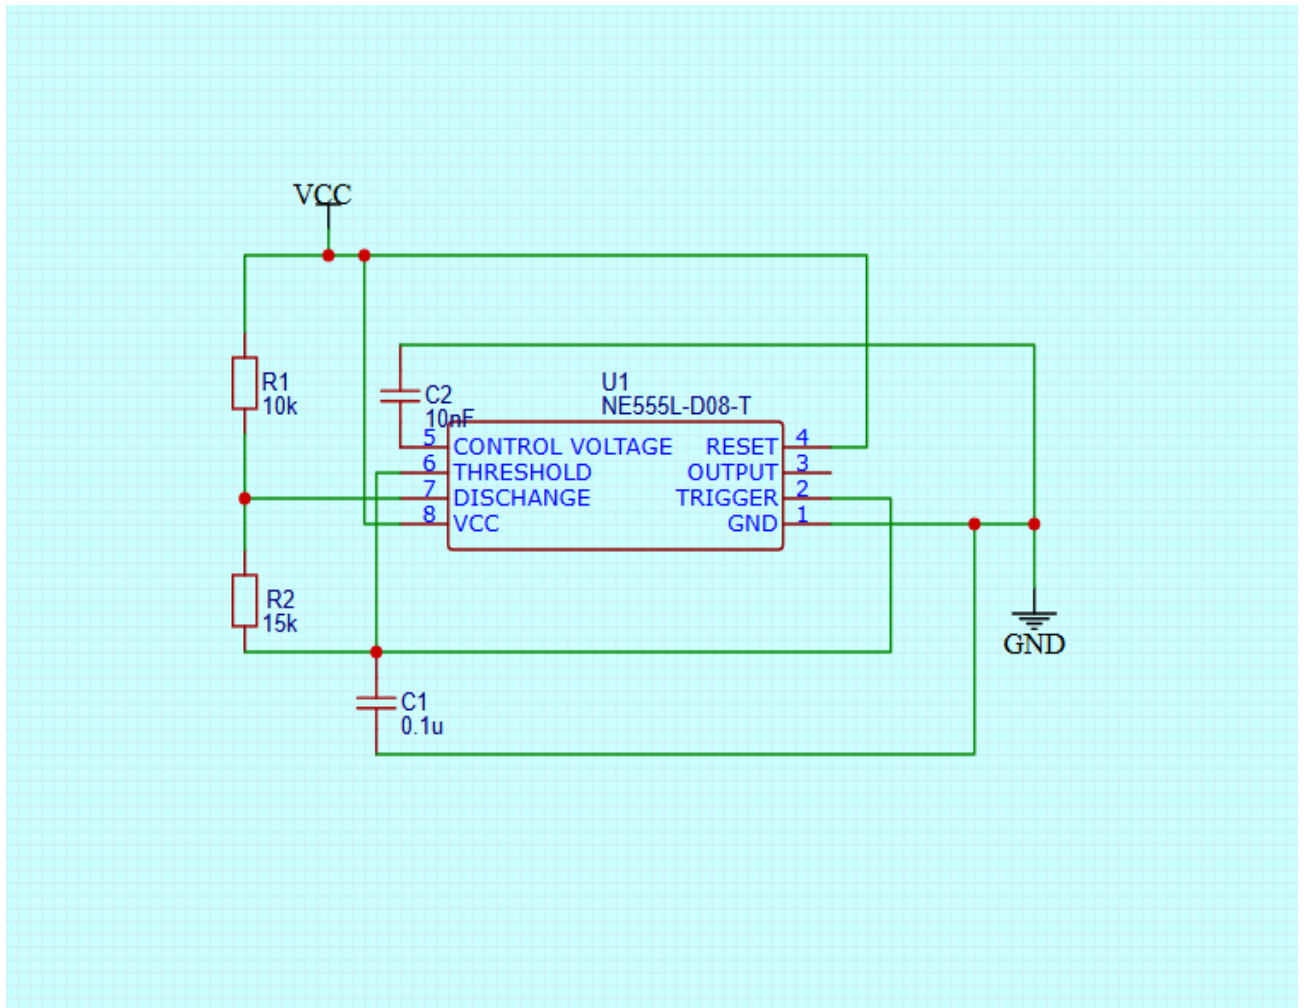 VCC
R1
10k
C2
10nF
U1
NE555L-D08-T
5 CONTROL VOLTAGE RESET 4
6 THRESHOLD OUTPUT 3
7 DISCHANGE TRIGGER 2
8 VCC GND 1
R2
15k
GND
C1
0.1u